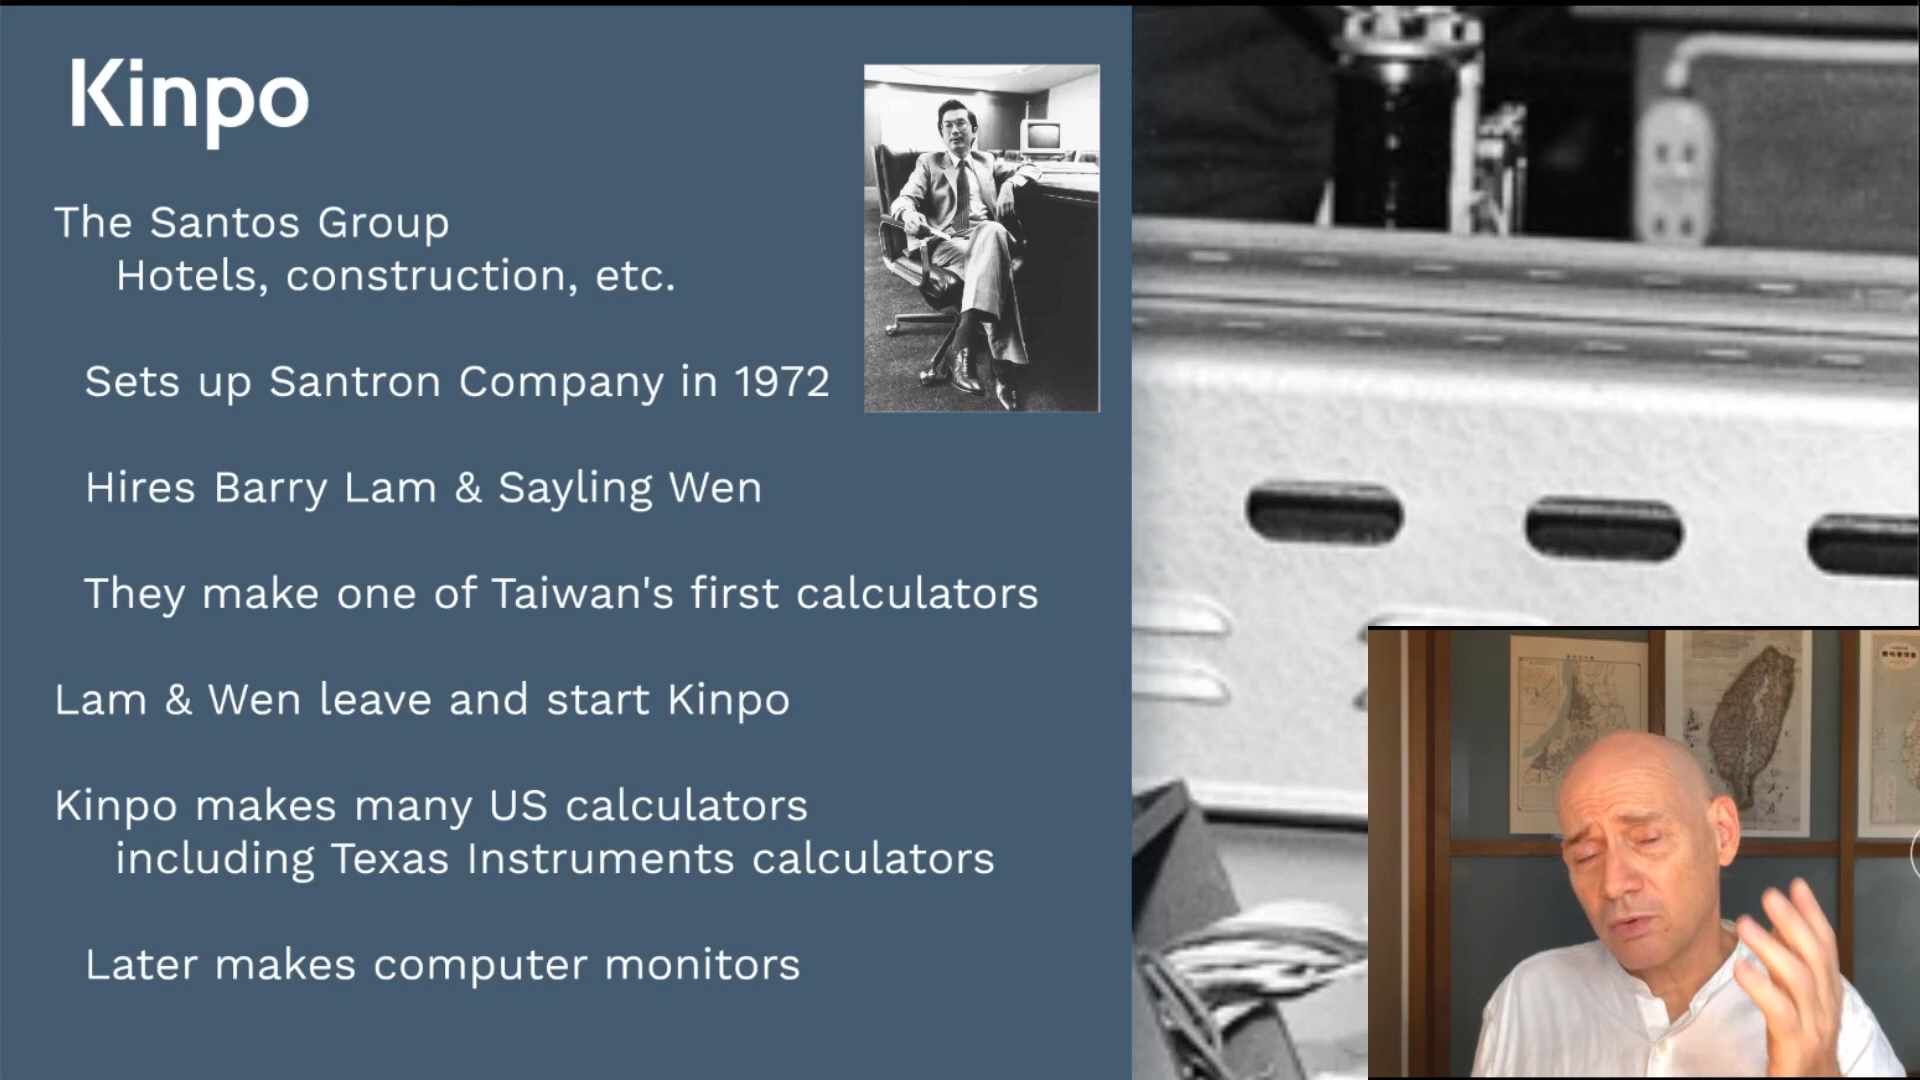 Kinpo
The Santos Group
Hotels, construction, etc.
Sets up Santron Company in 1972
Hires Barry Lam & Sayling Wen
They make one of Taiwan's first calculators
Lam & Wen leave and start Kinpo
Kinpo makes many US calculators
including Texas Instruments calculators
Later makes computer monitors